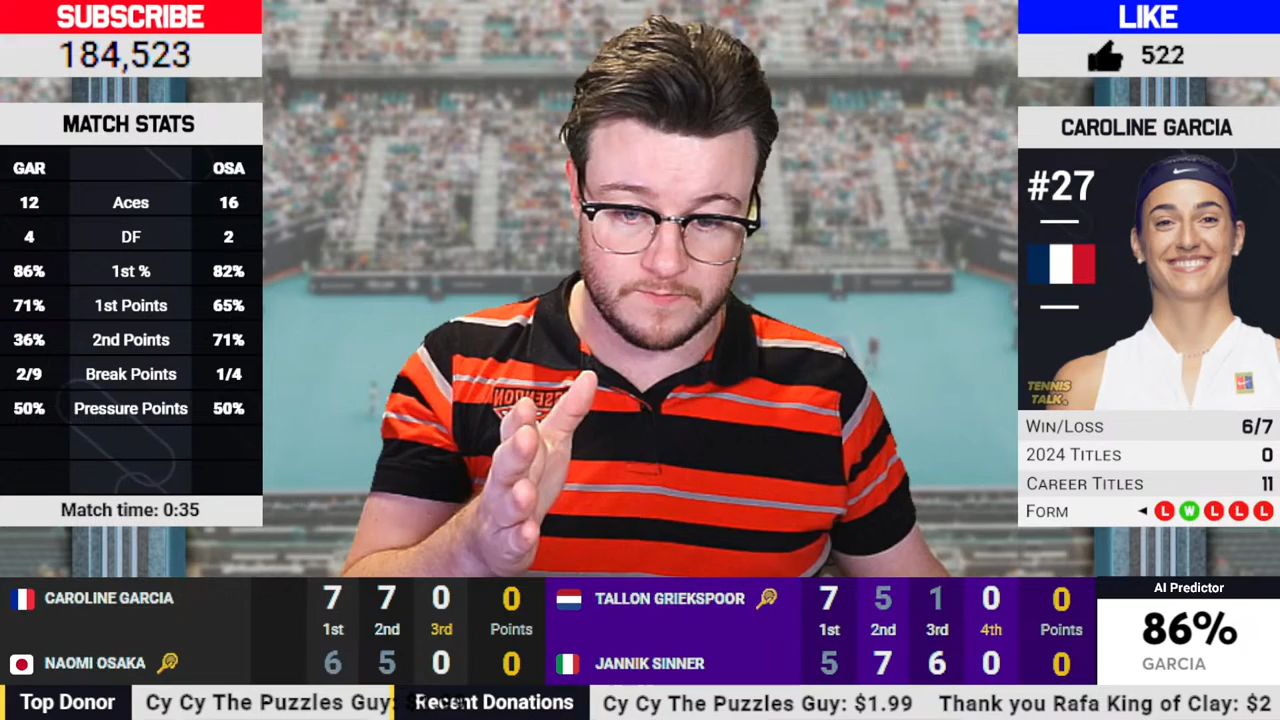 SUBSCRIBE
184,523
MATCH STATS
GAR OSA
12 Aces 16
4 DF 2
86% 1st % 82%
71% 1st Points 65%
36% 2nd Points 71%
2/9 Break Points 1/4
50% Pressure Points 50%
Match time: 0:35
LIKE
522
CAROLINE GARCIA
#27
TENNIS
TALK
WIN/LOSS 6/7
2024 TITLES 0
CAREER TITLES 11
FORM L W L L L
CAROLINE GARCIA 7 7 0 0
1st 2nd 3rd Points
NAOMI OSAKA 6 5 0 0
TALLON GRIEKSPOOR 7 5 1 0 0
1st 2nd 3rd 4th Points
JANNIK SINNER 5 7 6 0 0
AI Predictor
86%
GARCIA
Top Donor Cy Cy The Puzzles Guy: Recent Donations Cy Cy The Puzzles Guy: $1.99 Thank you Rafa King of Clay: $2